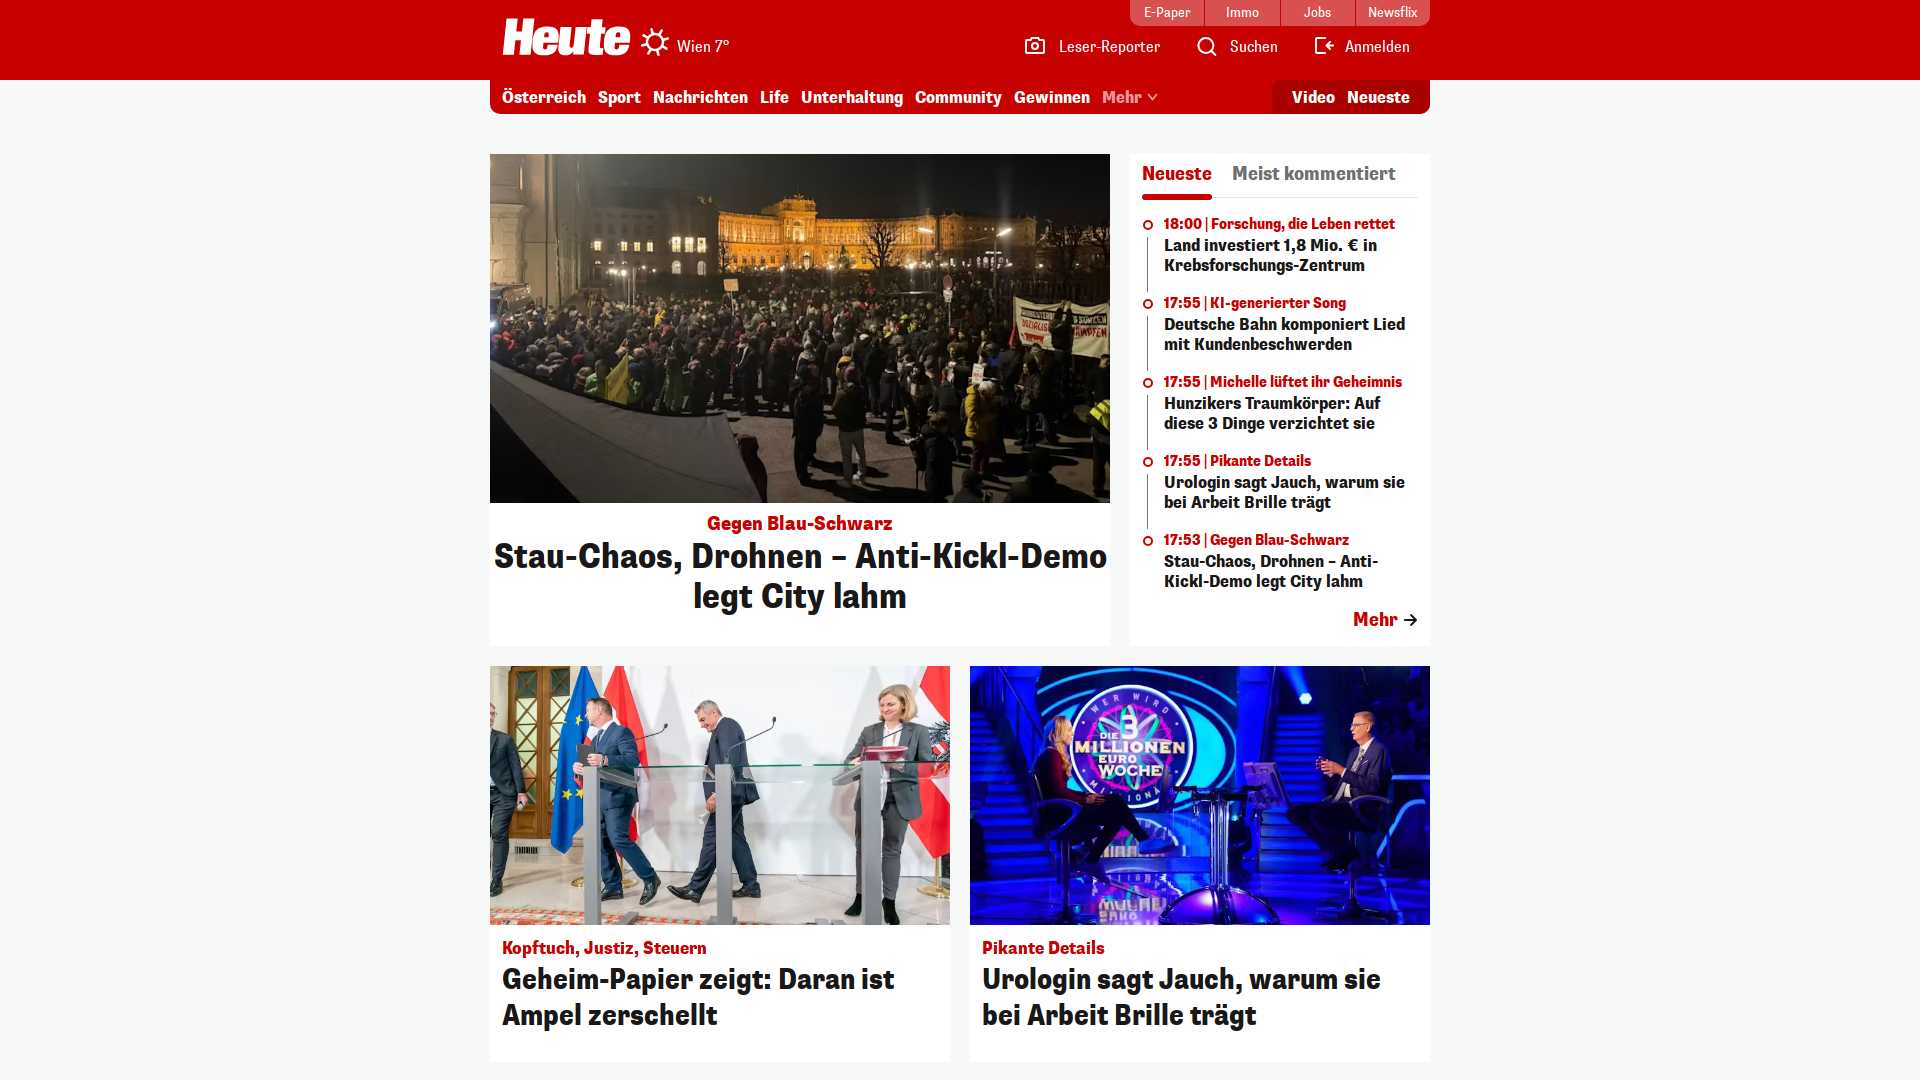 E-Paper
Immo
Jobs
Newsflix
Heute
Wien 7°
Leser-Reporter
Suchen
Anmelden
Österreich
Sport
Nachrichten
Life
Unterhaltung
Community
Gewinnen
Mehr
Video
Neueste
Gegen Blau-Schwarz
Stau-Chaos, Drohnen – Anti-Kickl-Demo
legt City lahm
Neueste
Meist kommentiert
18:00 | Forschung, die Leben rettet
Land investiert 1,8 Mio. € in
Krebsforschungs-Zentrum
17:55 | KI-generierter Song
Deutsche Bahn komponiert Lied
mit Kundenbeschwerden
17:55 | Michelle lüftet ihr Geheimnis
Hunzikers Traumkörper: Auf
diese 3 Dinge verzichtet sie
17:55 | Pikante Details
Urologin sagt Jauch, warum sie
bei Arbeit Brille trägt
17:53 | Gegen Blau-Schwarz
Stau-Chaos, Drohnen – Anti-
Kickl-Demo legt City lahm
Mehr
Kopftuch, Justiz, Steuern
Geheim-Papier zeigt: Daran ist
Ampel zerschellt
WER WIRD
DIE 3
MILLIONEN
EURO
WOCHE
MILLIONÄ
Pikante Details
Urologin sagt Jauch, warum sie
bei Arbeit Brille trägt